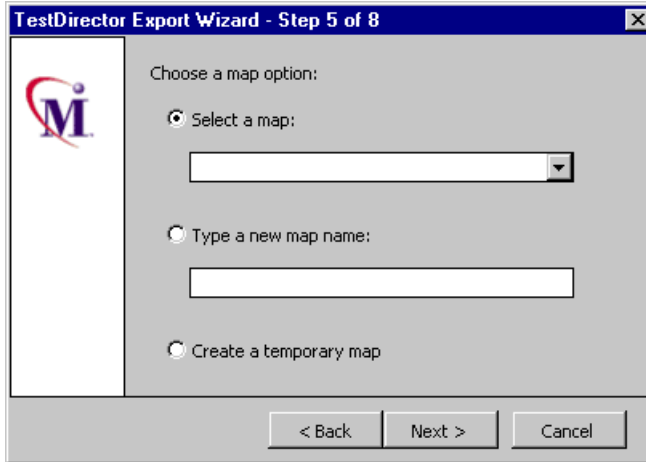 TestDirector Export Wizard - Step 5 of 8
M
Choose a map option:
Select a map:
Type a new map name:
Create a temporary map
< Back Next > Cancel